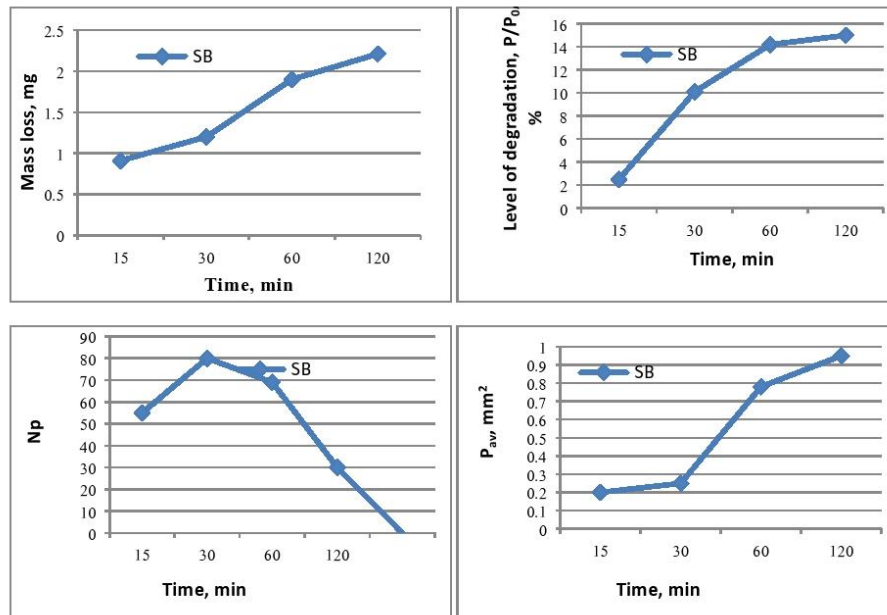 2.5
2
1.5
1
0.5
0
Mass loss, mg
SB
15 30 60 120
Time, min
16
14
12
10
8
6
4
2
0
Level of degradation, P/P₀,
%
SB
15 30 60 120
Time, min
90
80
70
60
50
40
30
20
10
0
Np
SB
15 30 60 120
Time, min
1
0.9
0.8
0.7
0.6
0.5
0.4
0.3
0.2
0.1
0
Pav, mm²
SB
15 30 60 120
Time, min